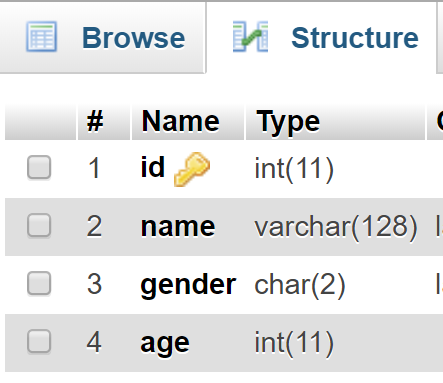 Browse Structure
# Name Type
1 id int(11)
2 name varchar(128)
3 gender char(2)
4 age int(11)